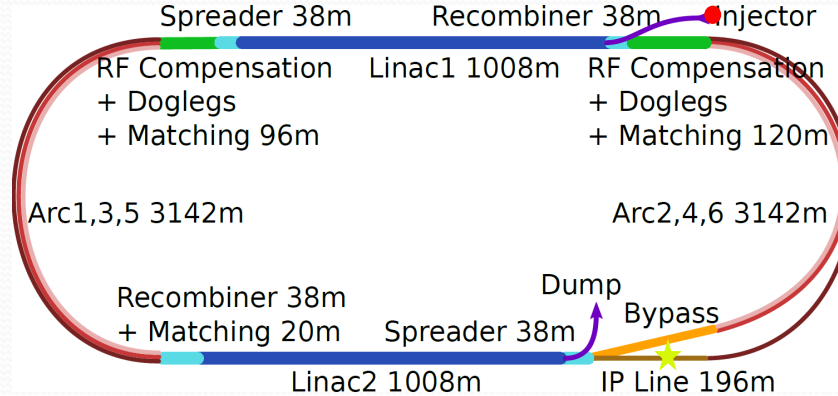 Spreader 38m Recombiner 38m Injector
RF Compensation Linac1 1008m RF Compensation
+ Doglegs + Doglegs
+ Matching 96m + Matching 120m
Arc1,3,5 3142m Arc2,4,6 3142m
Dump
Recombiner 38m Bypass
+ Matching 20m Spreader 38m
Linac2 1008m IP Line 196m